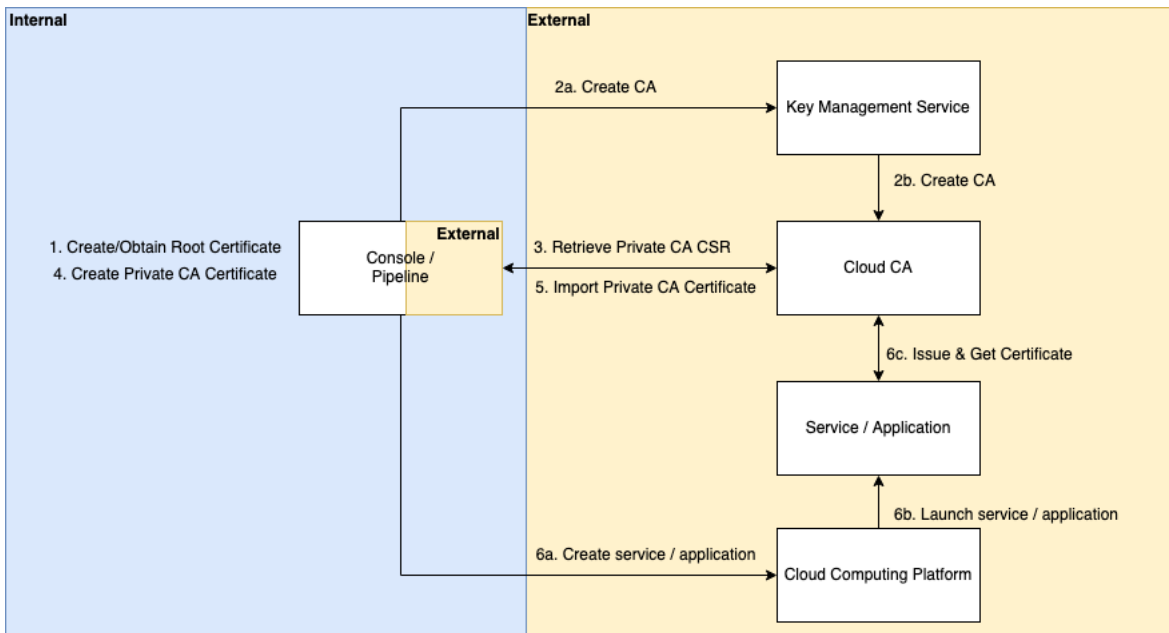 Internal
External
2a. Create CA
Key Management Service
2b. Create CA
1. Create/Obtain Root Certificate
4. Create Private CA Certificate
External
Console /
Pipeline
3. Retrieve Private CA CSR
5. Import Private CA Certificate
Cloud CA
6c. Issue & Get Certificate
Service / Application
6b. Launch service / application
6a. Create service / application
Cloud Computing Platform